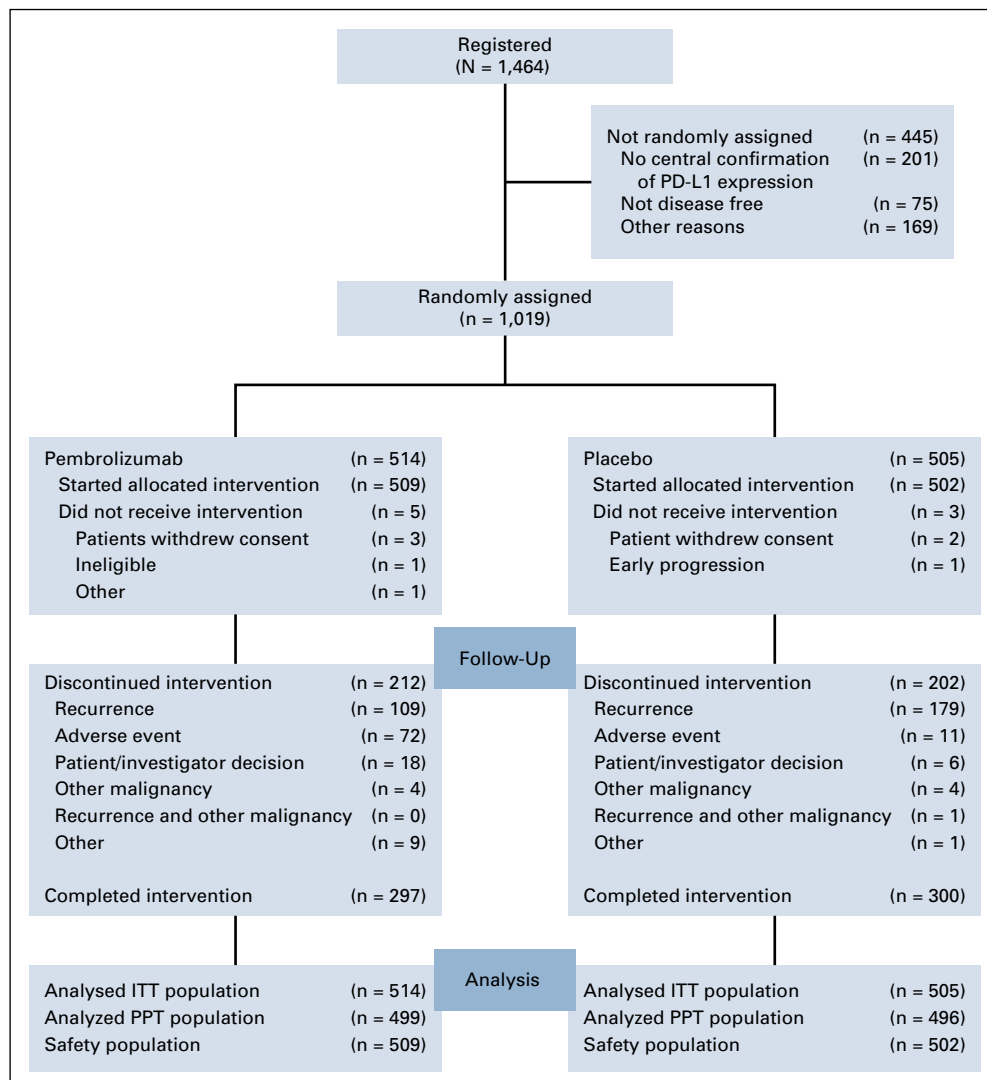 Registered
(N = 1,464)
Not randomly assigned (n = 445)
No central confirmation (n = 201)
of PD-L1 expression
Not disease free (n = 75)
Other reasons (n = 169)
Randomly assigned
(n = 1,019)
Pembrolizumab (n = 514)
Started allocated intervention (n = 509)
Did not receive intervention (n = 5)
Patients withdrew consent (n = 3)
Ineligible (n = 1)
Other (n = 1)
Placebo (n = 505)
Started allocated intervention (n = 502)
Did not receive intervention (n = 3)
Patient withdrew consent (n = 2)
Early progression (n = 1)
Follow-Up
Discontinued intervention (n = 212)
Recurrence (n = 109)
Adverse event (n = 72)
Patient/investigator decision (n = 18)
Other malignancy (n = 4)
Recurrence and other malignancy (n = 0)
Other (n = 9)
Completed intervention (n = 297)
Discontinued intervention (n = 202)
Recurrence (n = 179)
Adverse event (n = 11)
Patient/investigator decision (n = 6)
Other malignancy (n = 4)
Recurrence and other malignancy (n = 1)
Other (n = 1)
Completed intervention (n = 300)
Analysis
Analysed ITT population (n = 514)
Analyzed PPT population (n = 499)
Safety population (n = 509)
Analysed ITT population (n = 505)
Analyzed PPT population (n = 496)
Safety population (n = 502)